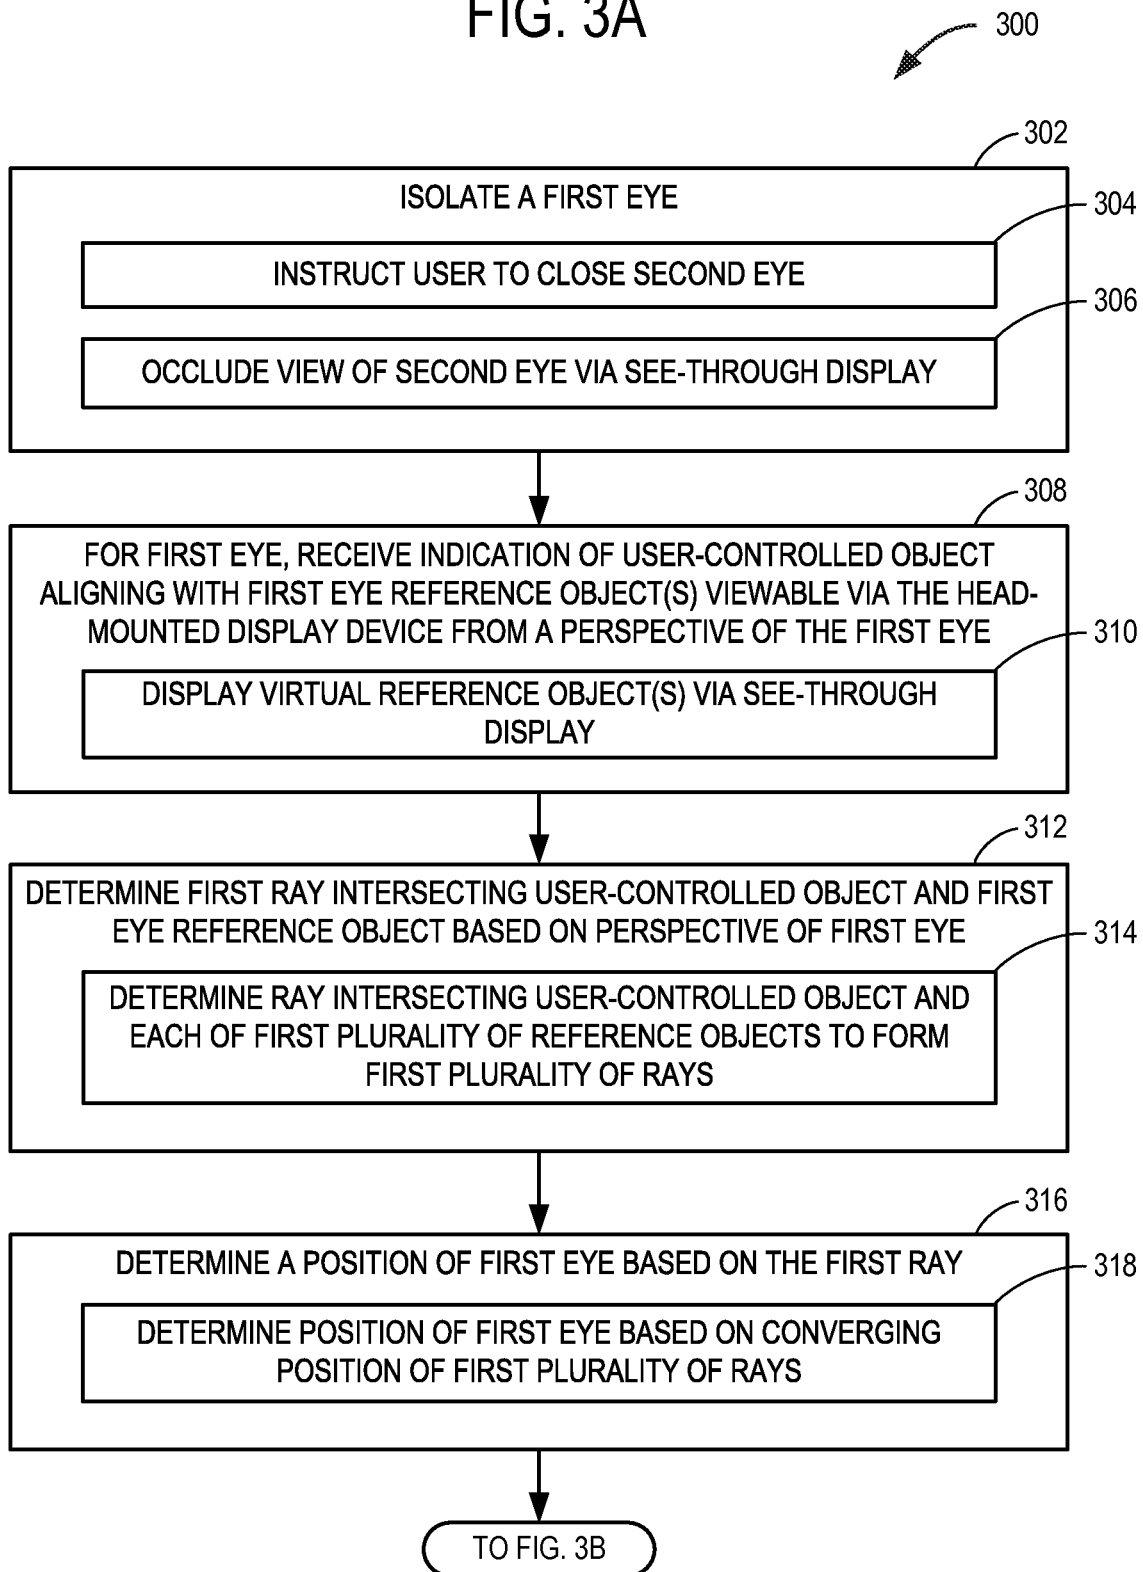 FIG. 3A
300
302
ISOLATE A FIRST EYE
304
INSTRUCT USER TO CLOSE SECOND EYE
306
OCCLUDE VIEW OF SECOND EYE VIA SEE-THROUGH DISPLAY
308
FOR FIRST EYE, RECEIVE INDICATION OF USER-CONTROLLED OBJECT
ALIGNING WITH FIRST EYE REFERENCE OBJECT(S) VIEWABLE VIA THE HEAD-
MOUNTED DISPLAY DEVICE FROM A PERSPECTIVE OF THE FIRST EYE
310
DISPLAY VIRTUAL REFERENCE OBJECT(S) VIA SEE-THROUGH
DISPLAY
312
DETERMINE FIRST RAY INTERSECTING USER-CONTROLLED OBJECT AND FIRST
EYE REFERENCE OBJECT BASED ON PERSPECTIVE OF FIRST EYE
314
DETERMINE RAY INTERSECTING USER-CONTROLLED OBJECT AND
EACH OF FIRST PLURALITY OF REFERENCE OBJECTS TO FORM
FIRST PLURALITY OF RAYS
316
DETERMINE A POSITION OF FIRST EYE BASED ON THE FIRST RAY
318
DETERMINE POSITION OF FIRST EYE BASED ON CONVERGING
POSITION OF FIRST PLURALITY OF RAYS
TO FIG. 3B